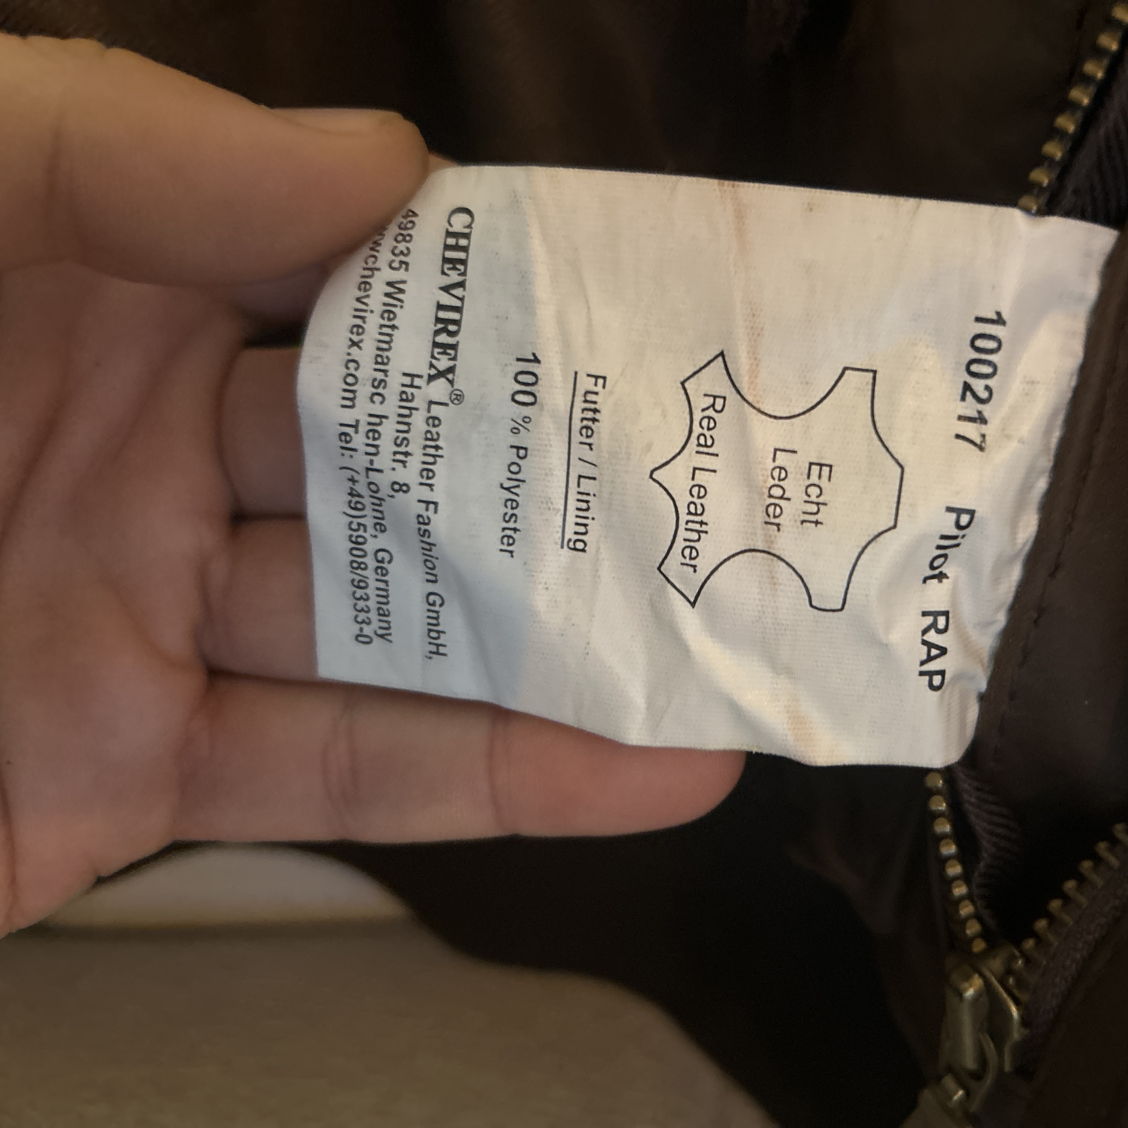 100217 Pilot RAP
Echt
Leder
Real Leather
Futter / Lining
100 % Polyester
CHEVIREX® Leather Fashion GmbH,
Hahnstr. 8,
49835 Wietmarsc hen-Lohne, Germany
wchevirex.com Tel: (+49)5908/9333-0